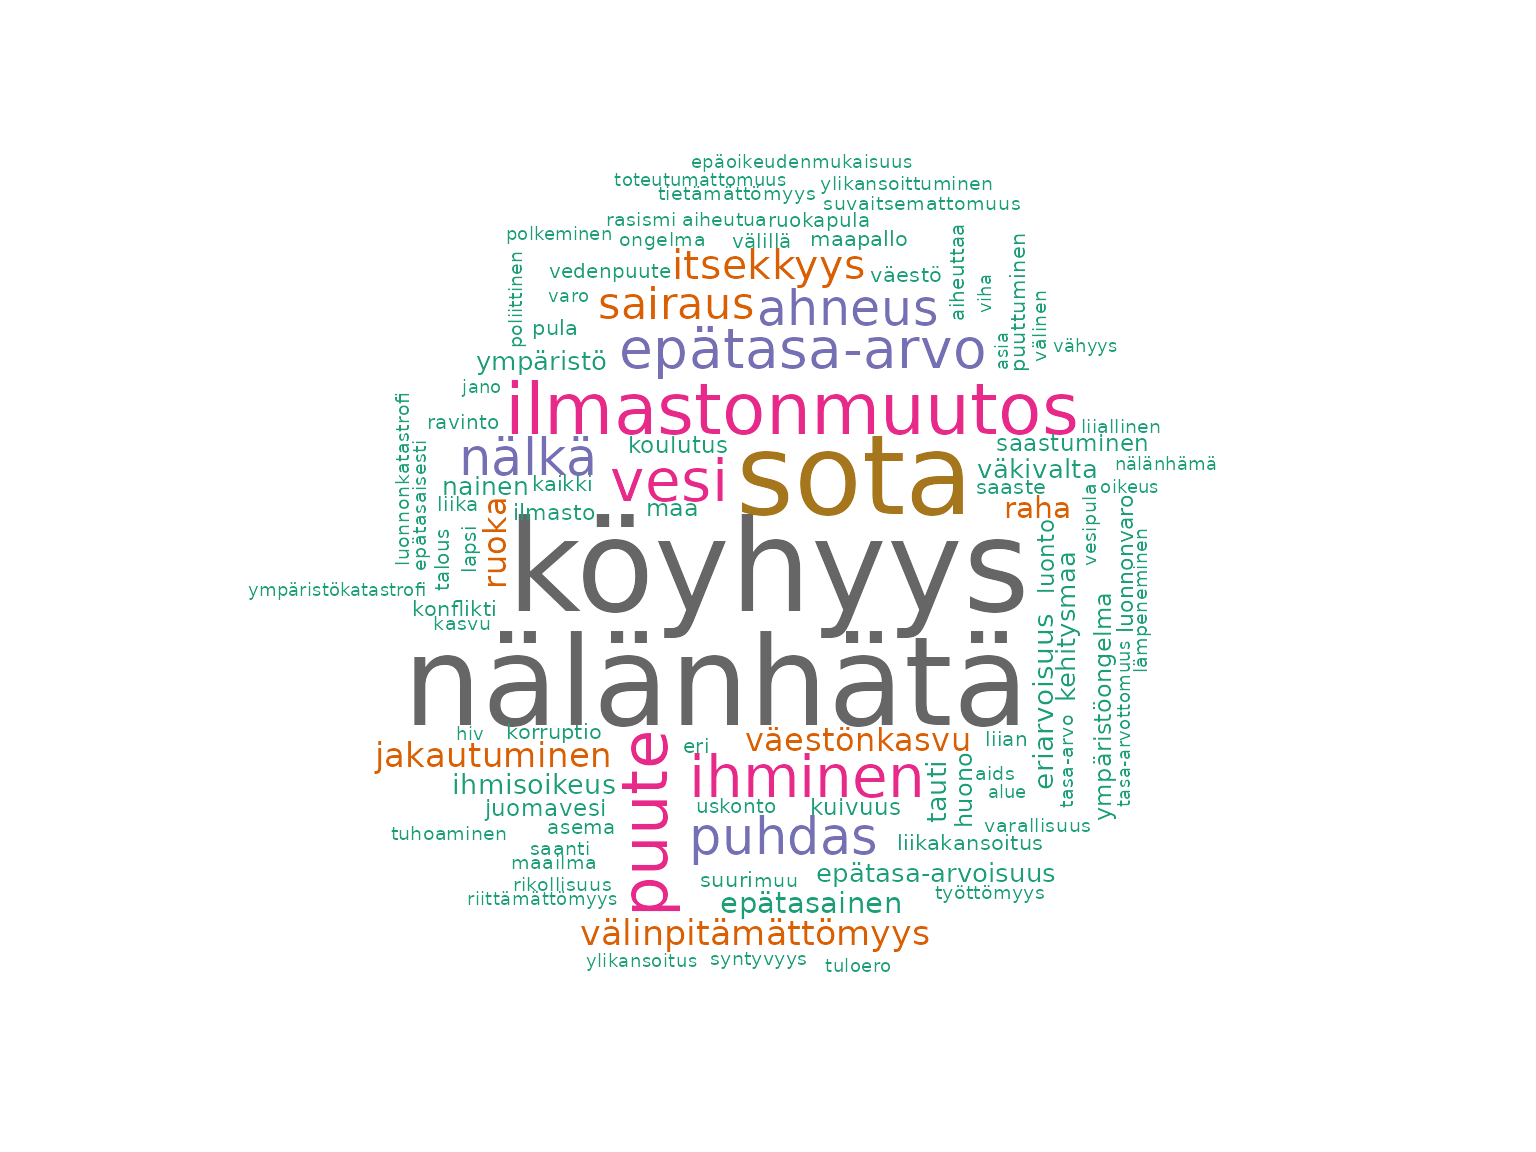 epäoikeudenmukaisuus
toteutumattomuus
ylikansoittuminen
tietämättömyys
suvaitsemattomuus
rasismi
aiheutua
ruokapula
polkeminen
ongelma
välillä
maapallo
itsekkyys
vedenpuute
väestö
aiheuttaa
viha
puuttuminen
poliittinen
varo
sairaus
ahneus
välinen
pula
asia
vähyys
ympäristö
epätasa-arvo
jano
ilmastonmuutos
ravinto
liiallinen
luonnonkatastrofi
epätasaisesti
nälkä
koulutus
saastuminen
vesi
sota
väkivalta
nälänhämä
nainen
kaikki
saaste
oikeus
liika
ilmasto
maa
raha
vesipula
luonnonvaro
ruoka
talous
lapsi
köyhyys
luonto
kehitysmaa
lämpeneminen
ympäristökatastrofi
konflikti
kasvu
nälänhätä
eriarvoisuus
ympäristöongelma
tasa-arvottomuus
tasa-arvo
hiv
korruptio
eri
väestönkasvu
liian
jakautuminen
puute
ihminen
tauti
huono
aids
alue
ihmisoikeus
juomavesi
uskonto
kuivuus
tuhoaminen
asema
puhdas
varallisuus
liikakansoitus
saanti
maailma
rikollisuus
suuri
muu
epätasa-arvoisuus
riittämättömyys
epätasainen
työttömyys
välinpitämättömyys
ylikansoitus
syntyvyys
tuloero